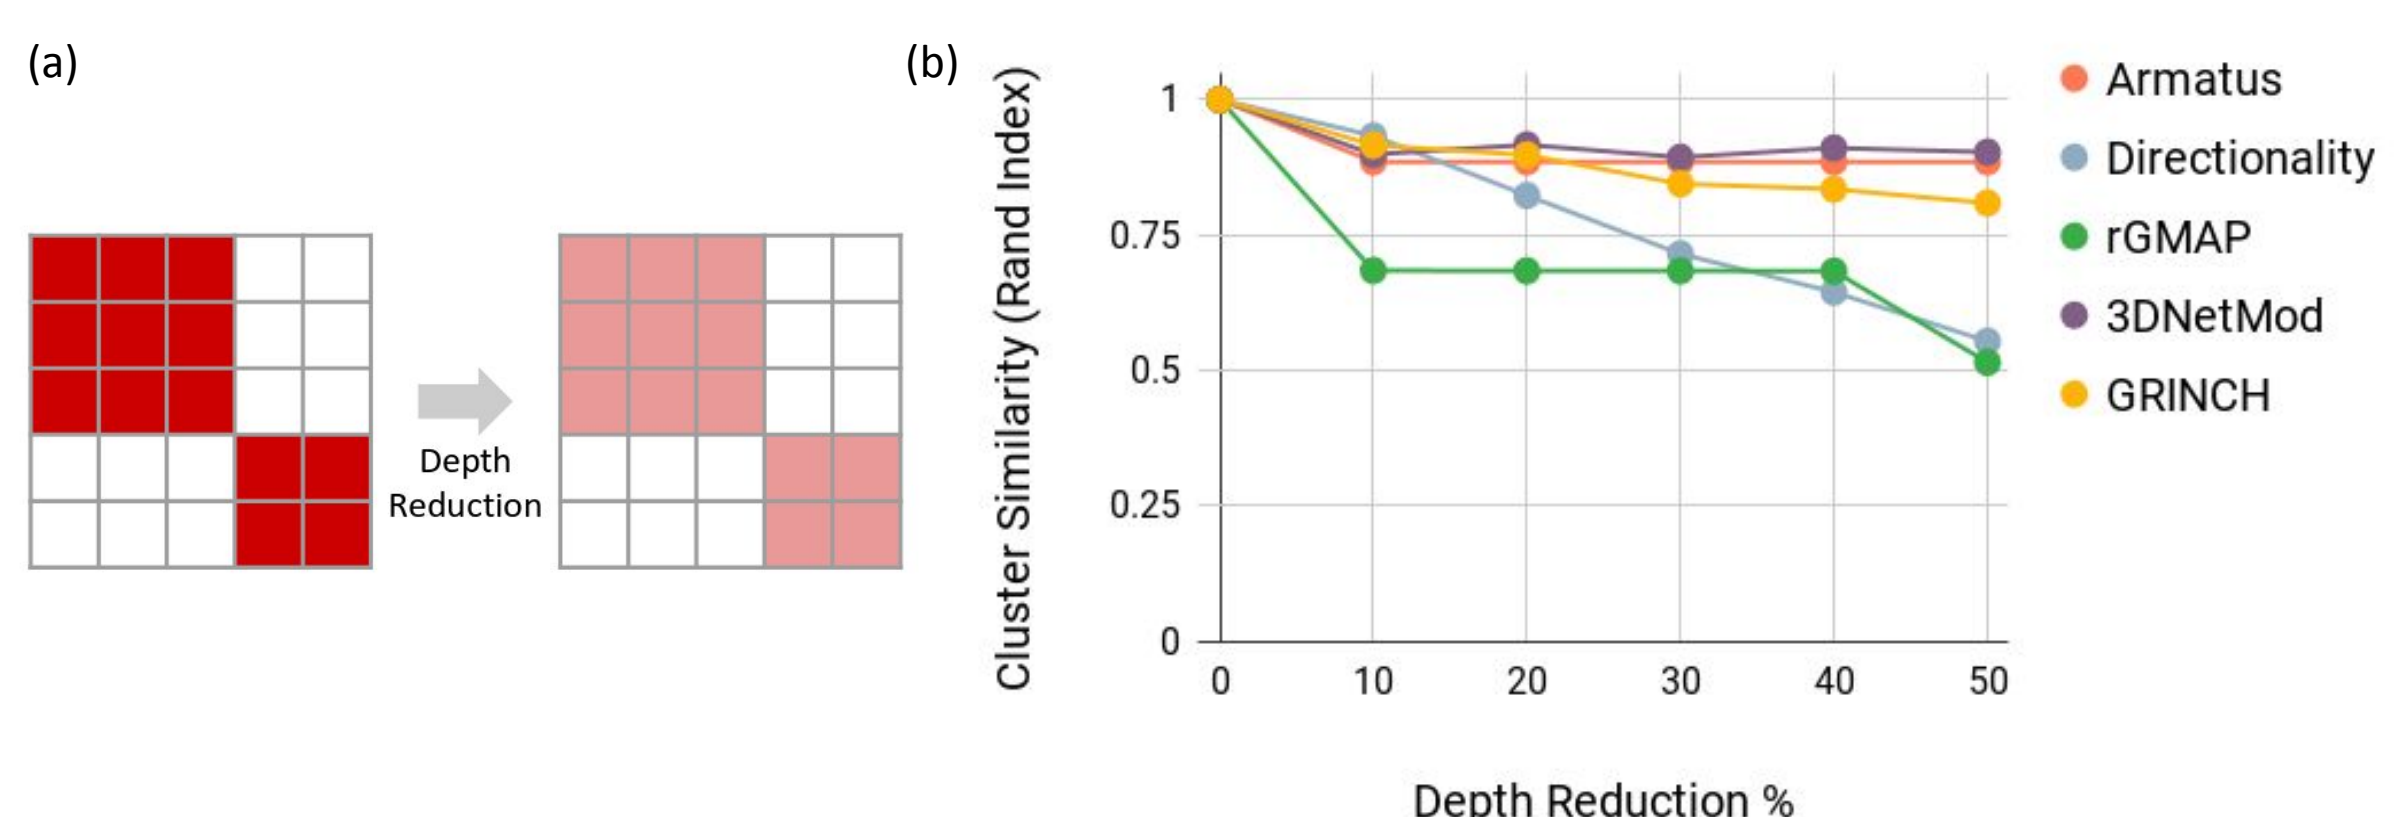 (a)
Depth
Reduction
(b)
Cluster Similarity (Rand Index)
1
0.75
0.5
0.25
0
0 10 20 30 40 50
Depth Reduction %
Armatus
Directionality
rGMAP
3DNetMod
GRINCH